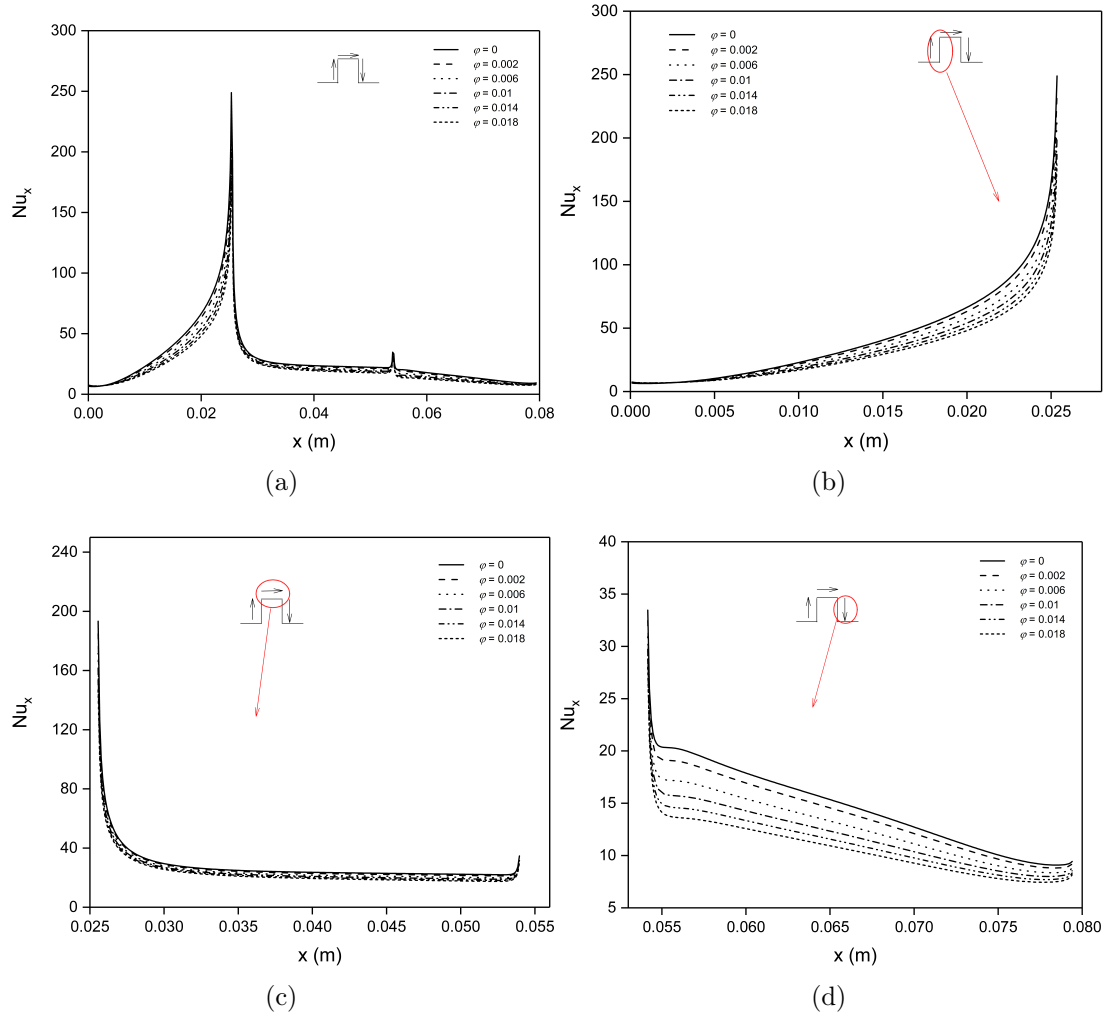 300
250
200
150
100
50
0
Nuₓ
φ = 0
φ = 0.002
φ = 0.006
φ = 0.01
φ = 0.014
φ = 0.018
0.00 0.02 0.04 0.06 0.08
x (m)
(a)
300
250
200
150
100
50
0
Nuₓ
φ = 0
φ = 0.002
φ = 0.006
φ = 0.01
φ = 0.014
φ = 0.018
0.000 0.005 0.010 0.015 0.020 0.025
x (m)
(b)
240
200
160
120
80
40
0
Nuₓ
φ = 0
φ = 0.002
φ = 0.006
φ = 0.01
φ = 0.014
φ = 0.018
0.025 0.030 0.035 0.040 0.045 0.050 0.055
x (m)
(c)
40
35
30
25
20
15
10
5
Nuₓ
φ = 0
φ = 0.002
φ = 0.006
φ = 0.01
φ = 0.014
φ = 0.018
0.055 0.060 0.065 0.070 0.075 0.080
x (m)
(d)